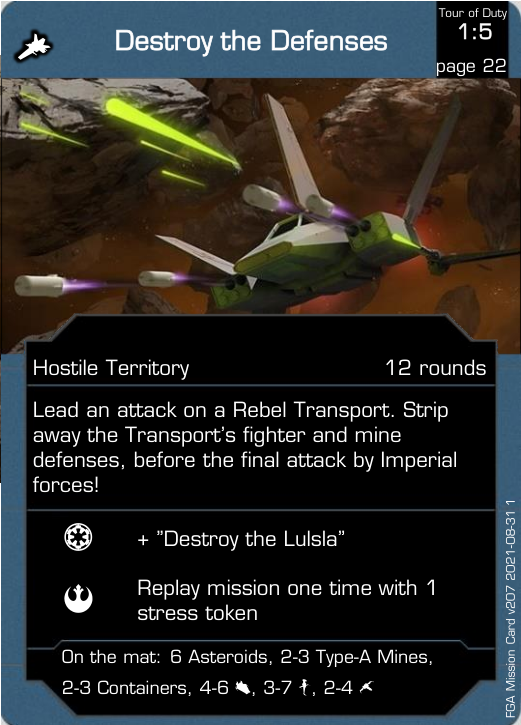 Destroy the Defenses
Tour of Duty
1:5
page 22
Hostile Territory
12 rounds
Lead an attack on a Rebel Transport. Strip
away the Transport's fighter and mine
defenses, before the final attack by Imperial
forces!
+ ”Destroy the Lulsla”
Replay mission one time with 1
stress token
On the mat: 6 Asteroids, 2-3 Type-A Mines,
2-3 Containers, 4-6 , 3-7 , 2-4
FGA Mission Card v207 2021-08-31 1